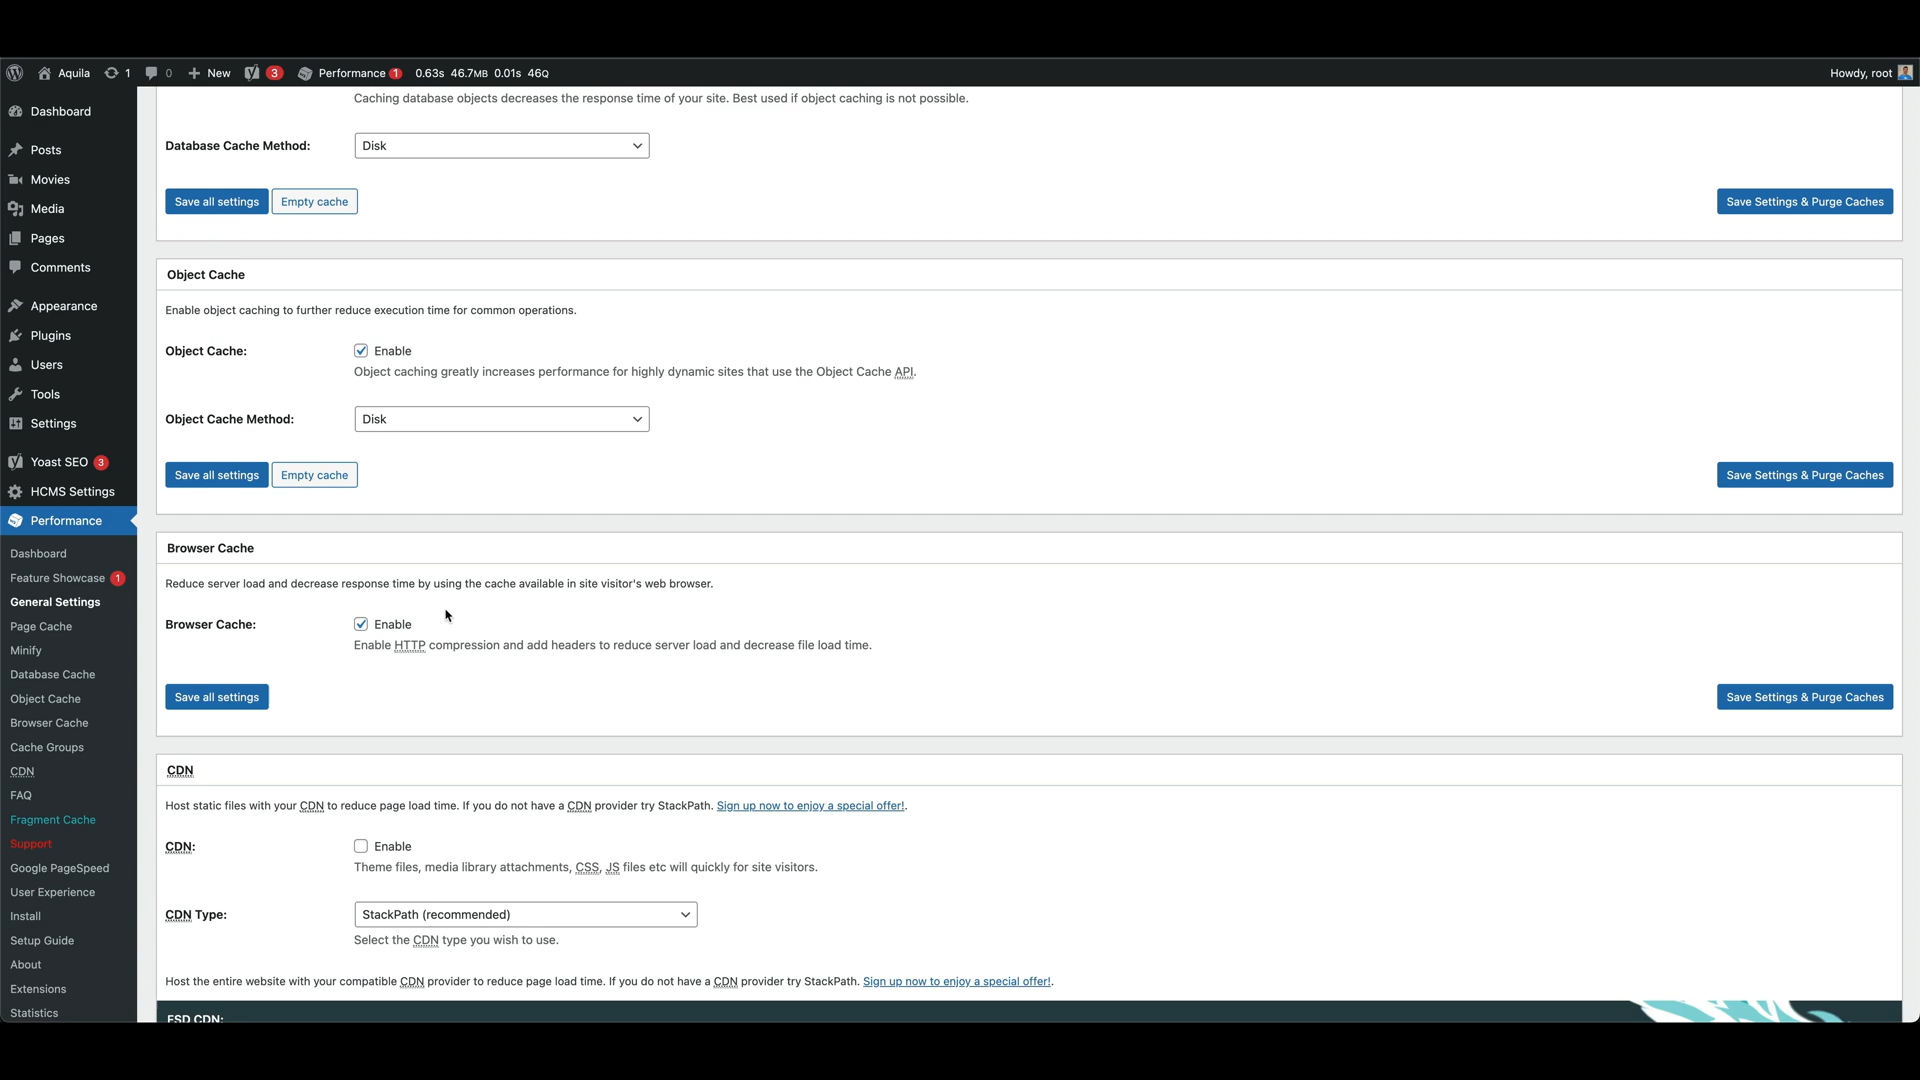 Aquila 1 0 New 3 Performance 1 0.63s 46.7MB 0.01s 46Q Howdy, root
Dashboard
Posts
Movies
Media
Pages
Comments
Appearance
Plugins
Users
Tools
Settings
Yoast SEO 3
HCMS Settings
Performance
Dashboard
Feature Showcase 1
General Settings
Page Cache
Minify
Database Cache
Object Cache
Browser Cache
Cache Groups
CDN
FAQ
Fragment Cache
Support
Google PageSpeed
User Experience
Install
Setup Guide
About
Extensions
Statistics
Caching database objects decreases the response time of your site. Best used if object caching is not possible.
Database Cache Method: Disk
Save all settings Empty cache Save Settings & Purge Caches
Object Cache
Enable object caching to further reduce execution time for common operations.
Object Cache: Enable
Object caching greatly increases performance for highly dynamic sites that use the Object Cache API.
Object Cache Method: Disk
Save all settings Empty cache Save Settings & Purge Caches
Browser Cache
Reduce server load and decrease response time by using the cache available in site visitor's web browser.
Browser Cache: Enable
Enable HTTP compression and add headers to reduce server load and decrease file load time.
Save all settings Save Settings & Purge Caches
CDN
Host static files with your CDN to reduce page load time. If you do not have a CDN provider try StackPath. Sign up now to enjoy a special offer!.
CDN: Enable
Theme files, media library attachments, CSS, JS files etc will quickly for site visitors.
CDN Type: StackPath (recommended)
Select the CDN type you wish to use.
Host the entire website with your compatible CDN provider to reduce page load time. If you do not have a CDN provider try StackPath. Sign up now to enjoy a special offer!.
FSD CDN: